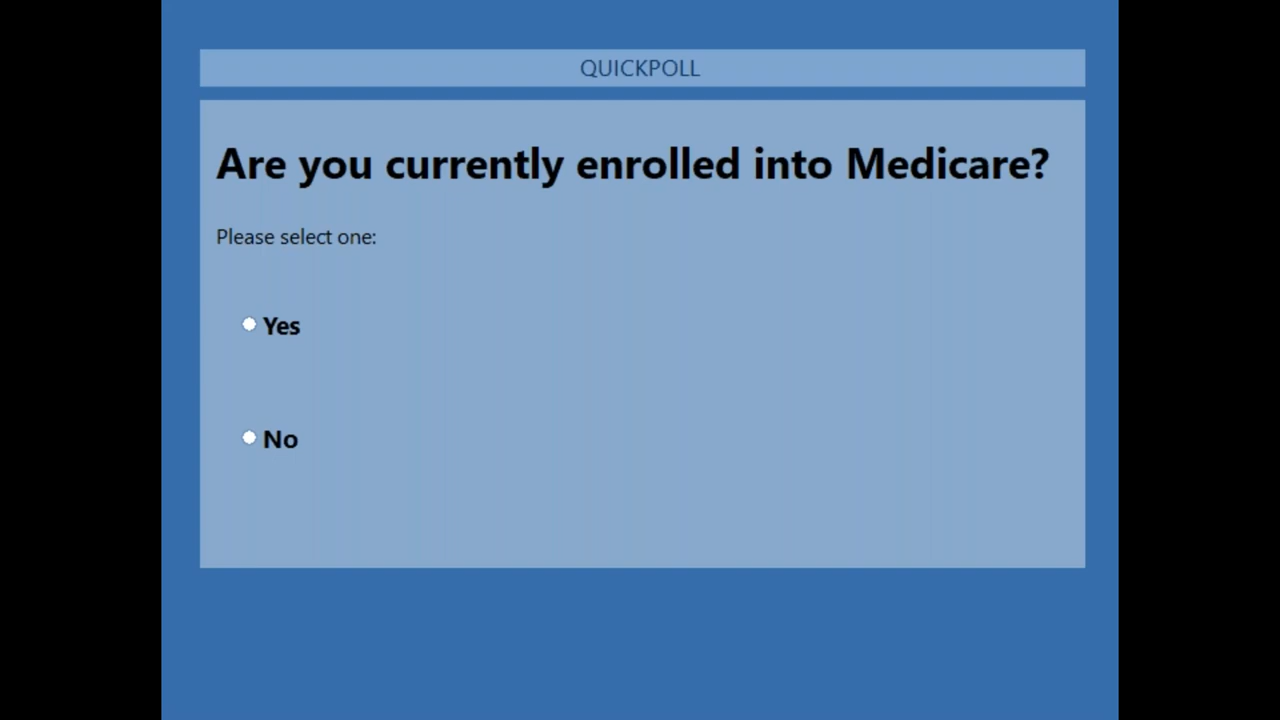 QUICKPOLL
Are you currently enrolled into Medicare?
Please select one:
Yes
No